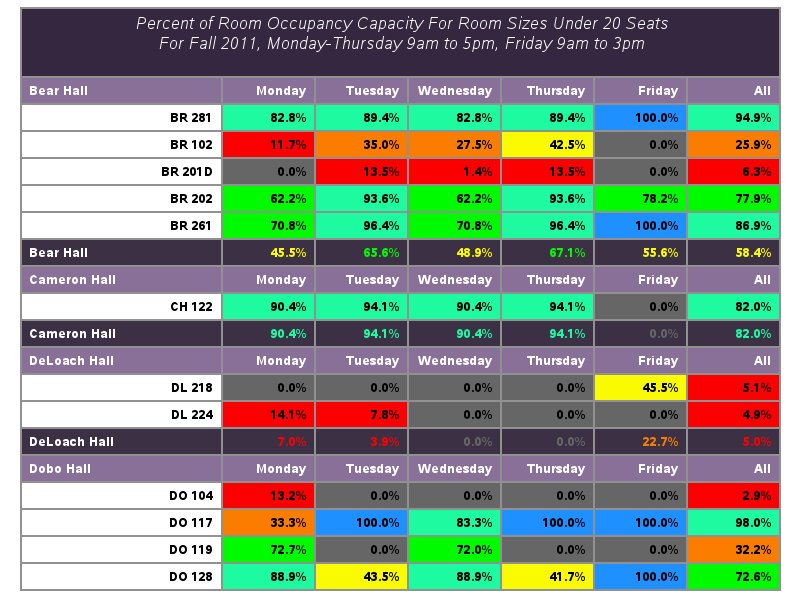 Percent of Room Occupancy Capacity For Room Sizes Under 20 Seats
For Fall 2011, Monday-Thursday 9am to 5pm, Friday 9am to 3pm
Bear Hall Monday Tuesday Wednesday Thursday Friday All
BR 281 82.8% 89.4% 82.8% 89.4% 100.0% 94.9%
BR 102 11.7% 35.0% 27.5% 42.5% 0.0% 25.9%
BR 201D 0.0% 13.5% 1.4% 13.5% 0.0% 6.3%
BR 202 62.2% 93.6% 62.2% 93.6% 78.2% 77.9%
BR 261 70.8% 96.4% 70.8% 96.4% 100.0% 86.9%
Bear Hall 45.5% 65.6% 48.9% 67.1% 55.6% 58.4%
Cameron Hall Monday Tuesday Wednesday Thursday Friday All
CH 122 90.4% 94.1% 90.4% 94.1% 0.0% 82.0%
Cameron Hall 90.4% 94.1% 90.4% 94.1% 0.0% 82.0%
DeLoach Hall Monday Tuesday Wednesday Thursday Friday All
DL 218 0.0% 0.0% 0.0% 0.0% 45.5% 5.1%
DL 224 14.1% 7.8% 0.0% 0.0% 0.0% 4.9%
DeLoach Hall 7.0% 3.9% 0.0% 0.0% 22.7% 5.0%
Dobo Hall Monday Tuesday Wednesday Thursday Friday All
DO 104 13.2% 0.0% 0.0% 0.0% 0.0% 2.9%
DO 117 33.3% 100.0% 83.3% 100.0% 100.0% 98.0%
DO 119 72.7% 0.0% 72.0% 0.0% 0.0% 32.2%
DO 128 88.9% 43.5% 88.9% 41.7% 100.0% 72.6%